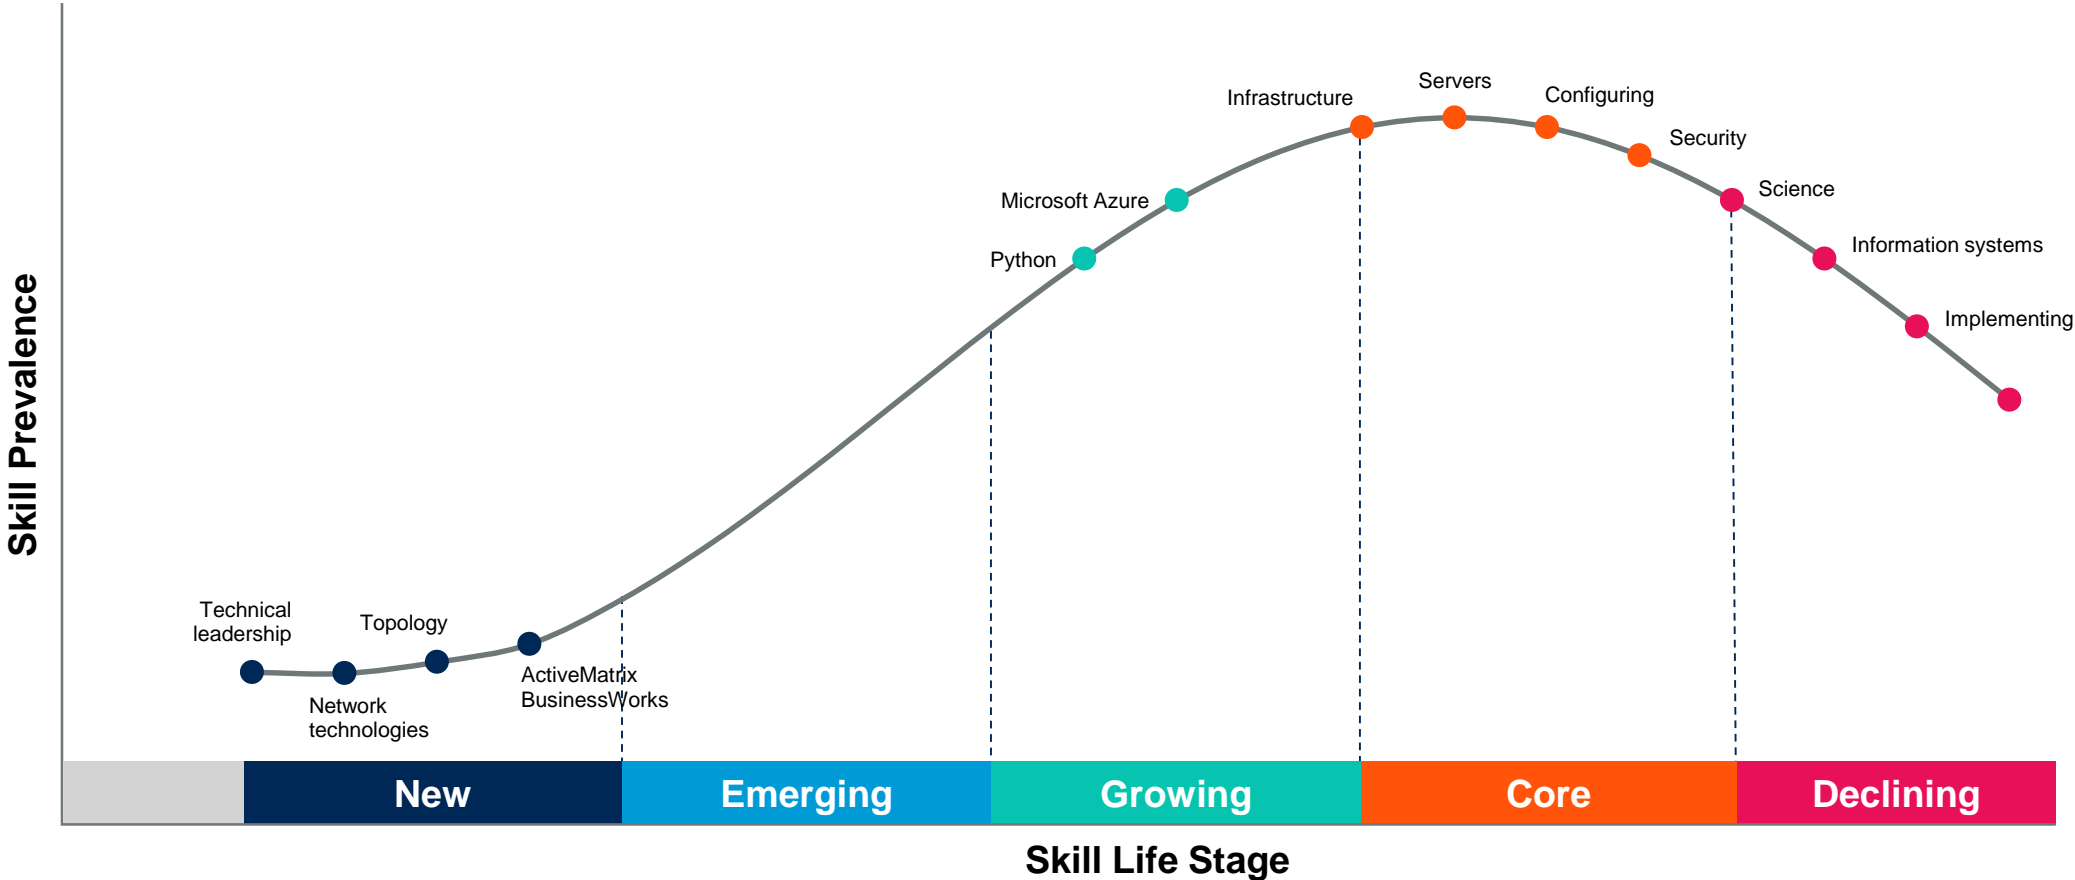 Skill Prevalence
Servers
Infrastructure
Configuring
Security
Microsoft Azure
Science
Python
Information systems
Implementing
Technical
leadership
Topology
ActiveMatrix
BusinessWorks
Network
technologies
New
Emerging
Growing
Core
Declining
Skill Life Stage